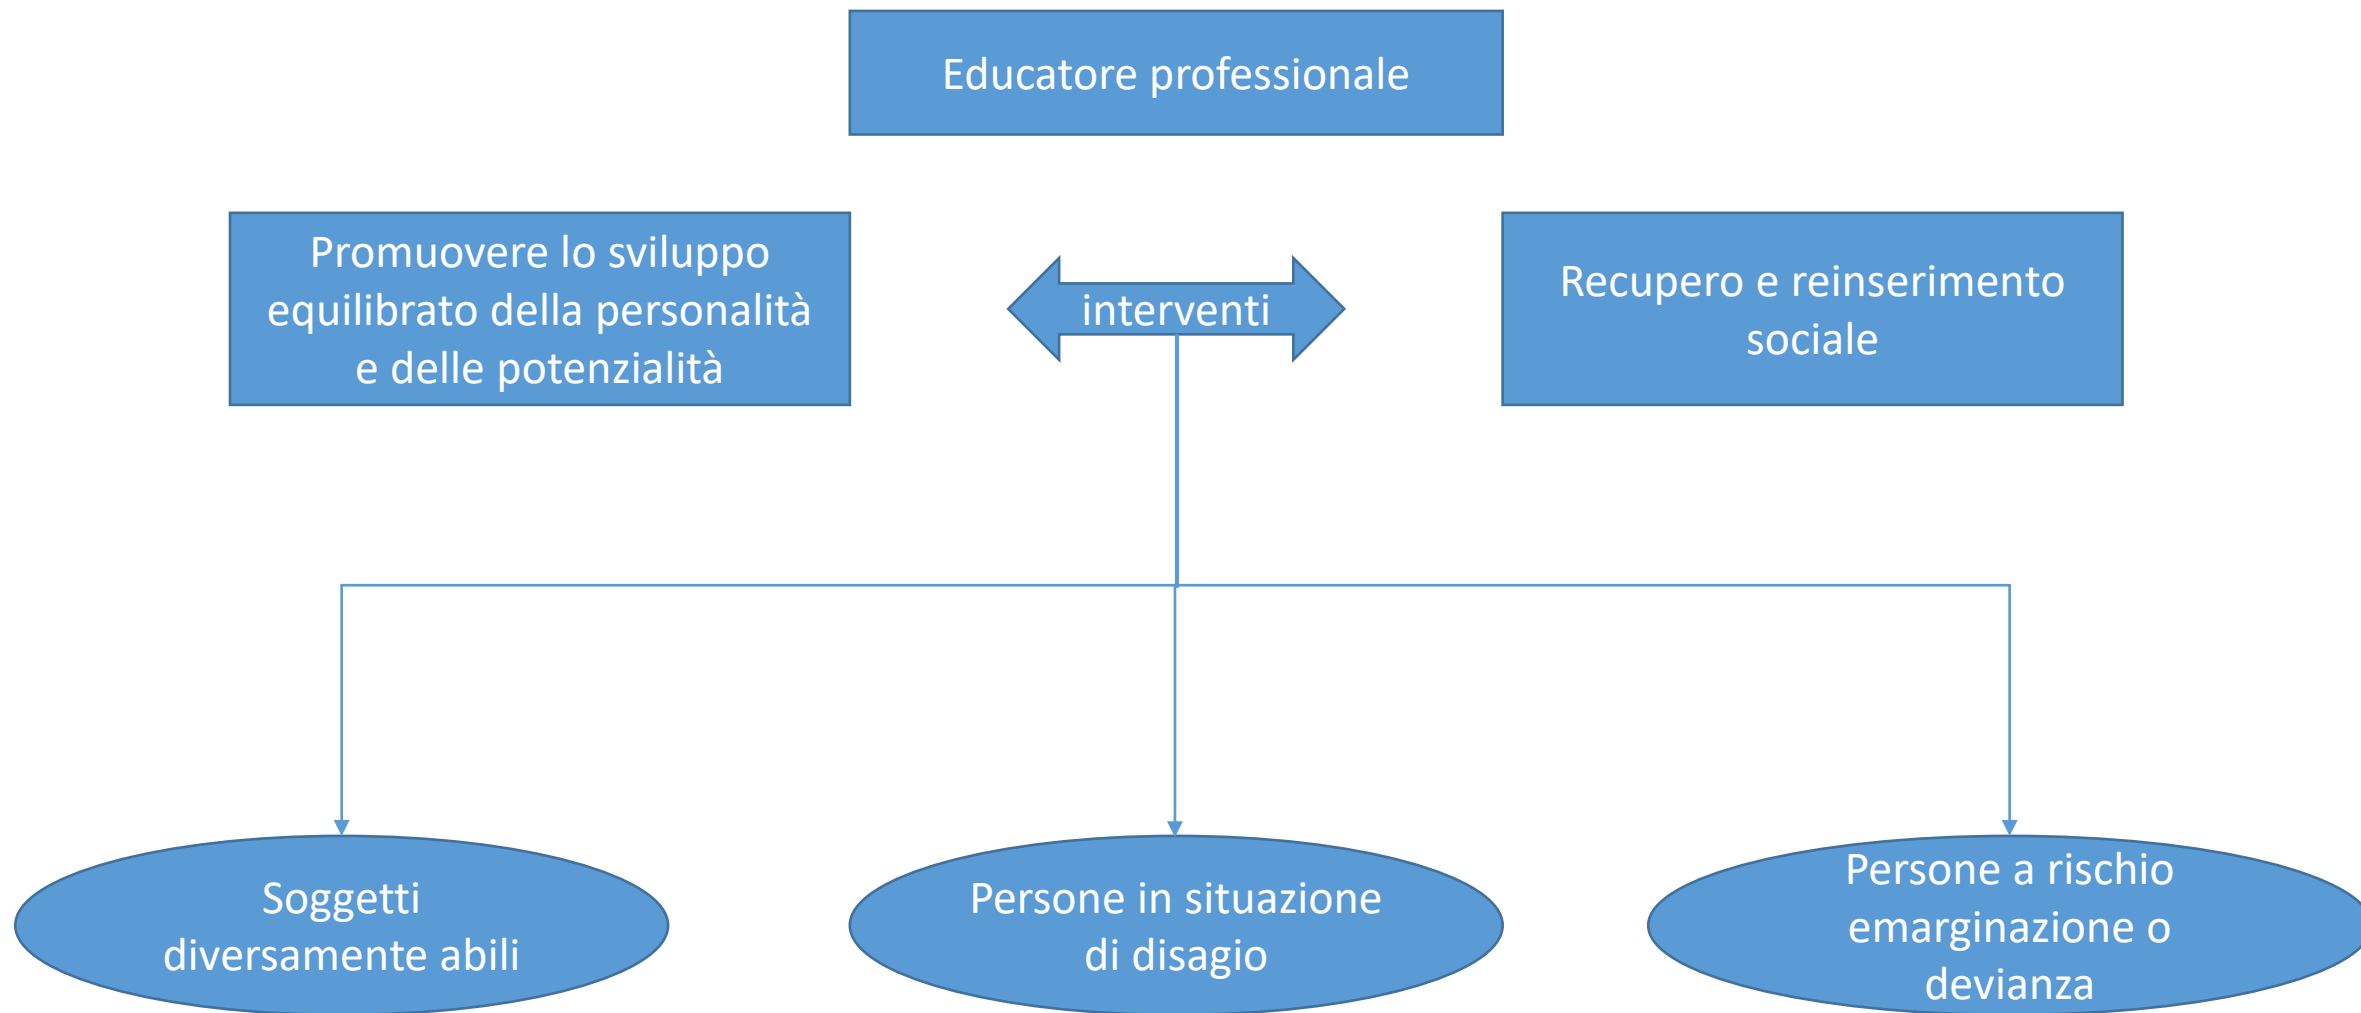 Educatore professionale
Promuovere lo sviluppo
equilibrato della personalità
e delle potenzialità
interventi
Recupero e reinserimento
sociale
Soggetti
diversamente abili
Persone in situazione
di disagio
Persone a rischio
emarginazione o
devianza